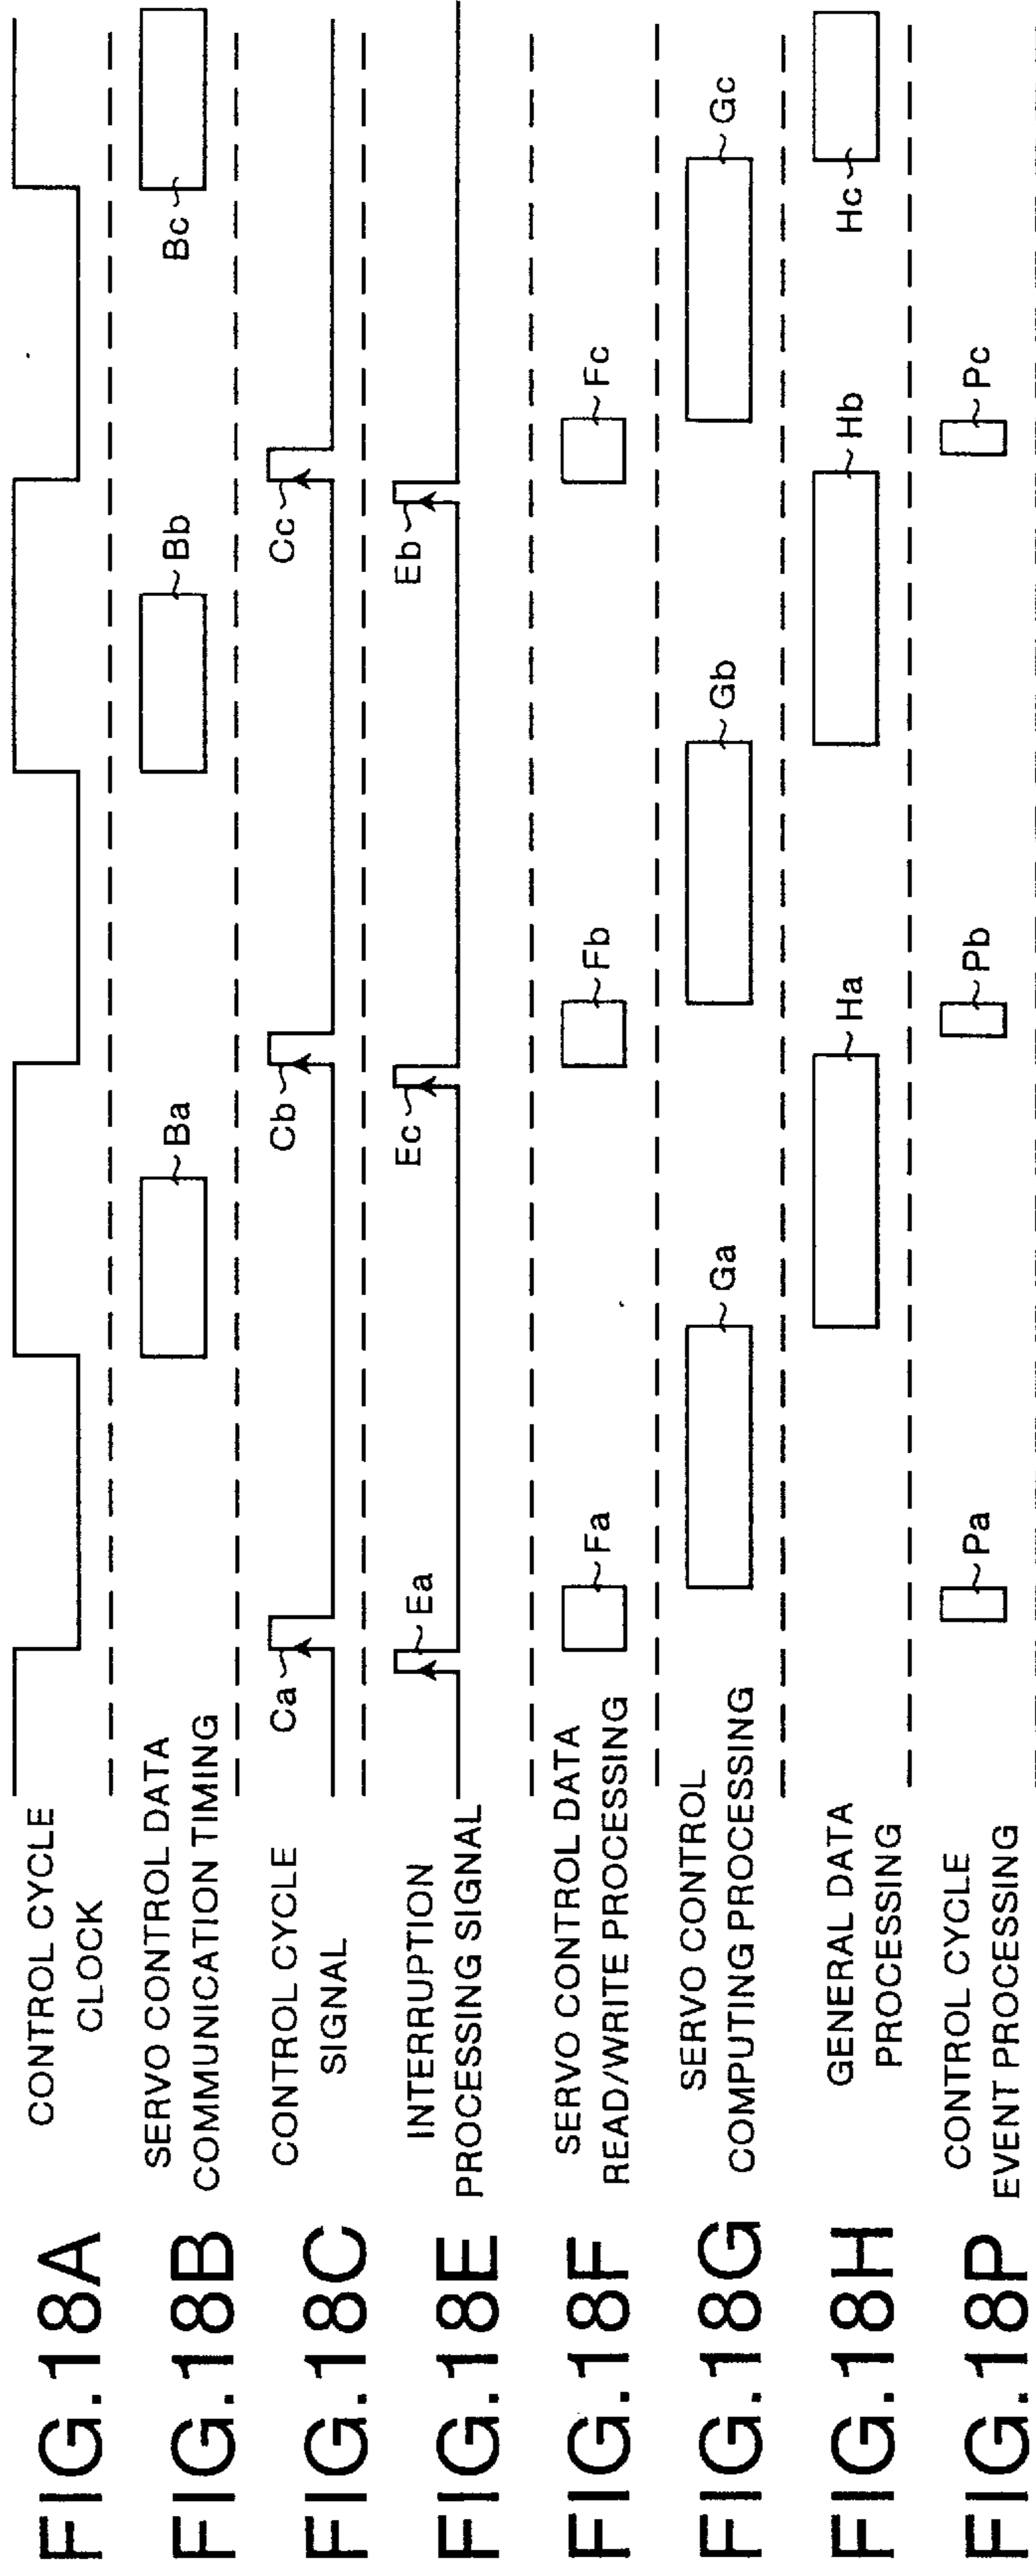 FIG.18A
CONTROL CYCLE
CLOCK
FIG.18B
SERVO CONTROL DATA
COMMUNICATION TIMING
Ba
Bb
Bc
FIG.18C
CONTROL CYCLE
SIGNAL
Ca
Cb
Cc
FIG.18E
INTERRUPTION
PROCESSING SIGNAL
Ea
Ec
Eb
FIG.18F
SERVO CONTROL DATA
READ/WRITE PROCESSING
Fa
Fb
Fc
FIG.18G
SERVO CONTROL
COMPUTING PROCESSING
Ga
Gb
Gc
FIG.18H
GENERAL DATA
PROCESSING
Ha
Hb
Hc
FIG.18P
CONTROL CYCLE
EVENT PROCESSING
Pa
Pb
Pc